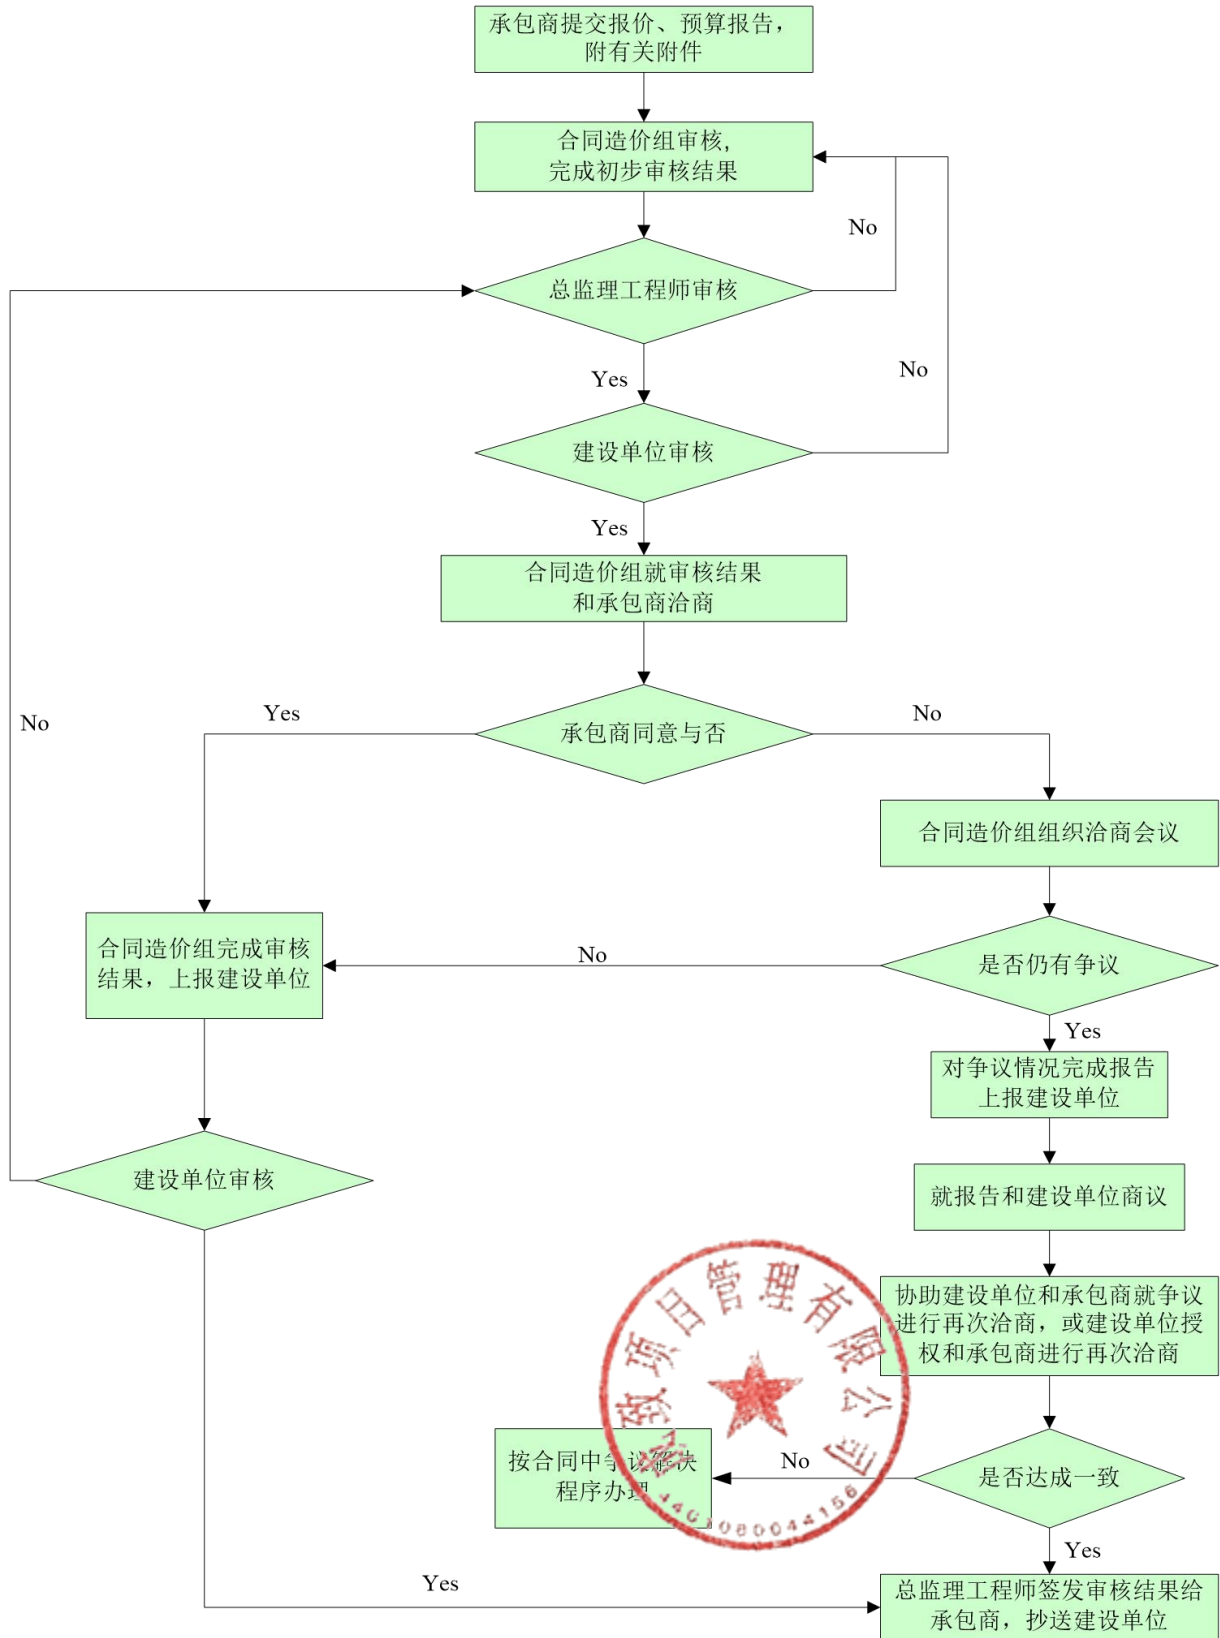 承包商提交报价、预算报告，
附有关附件
合同造价组审核，
完成初步审核结果
No
总监理工程师审核
Yes
No
建设单位审核
Yes
合同造价组就审核结果
和承包商洽商
No
Yes
承包商同意与否
No
合同造价组组织洽商会议
合同造价组完成审核
结果，上报建设单位
No
是否仍有争议
Yes
对争议情况完成报告
上报建设单位
建设单位审核
就报告和建设单位商议
协助建设单位和承包商就争议
进行再次洽商，或建设单位授
权和承包商进行再次洽商
按合同中争议解决
程序办理
No
是否达成一致
Yes
Yes
总监理工程师签发审核结果给
承包商，抄送建设单位
致项目管理有限公司
4401080044156